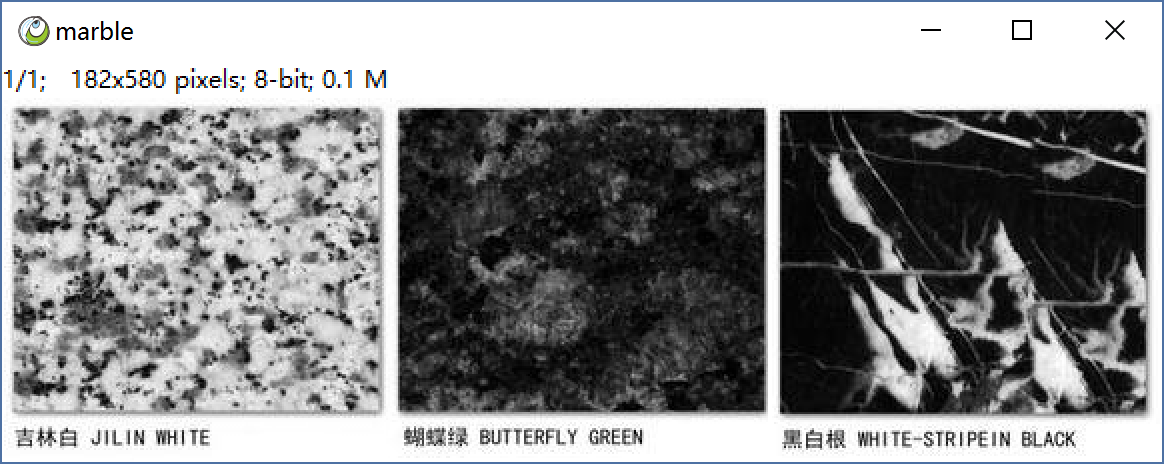 marble
1/1; 182x580 pixels; 8-bit; 0.1 M
吉林白 JILIN WHITE
蝴蝶绿 BUTTERFLY GREEN
黑白根 WHITE-STRIPEIN BLACK